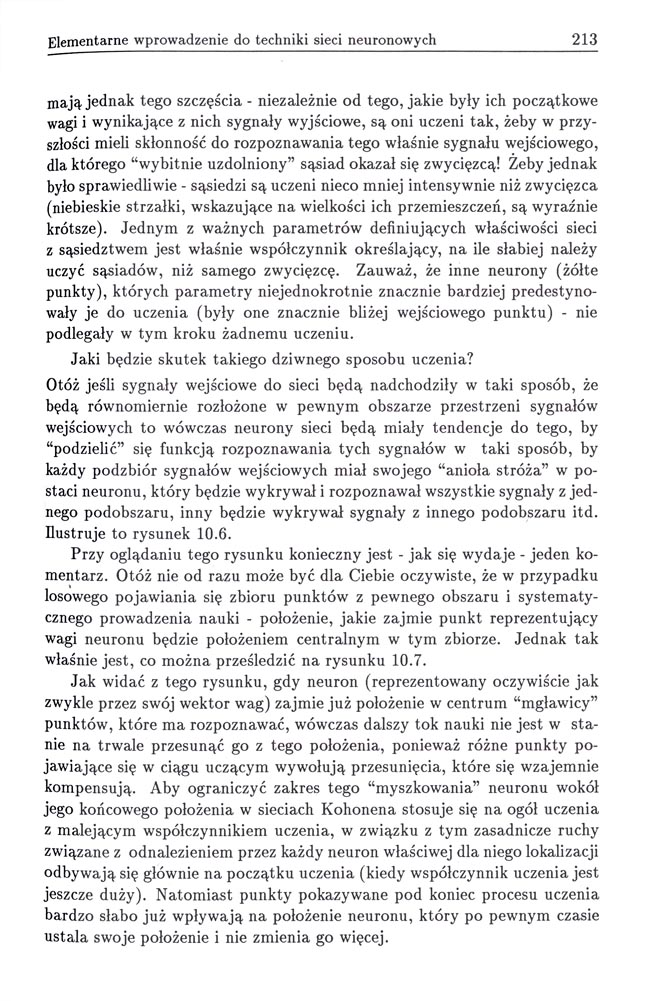 Elementarne wprowadzenie do techniki sieci neuronowych 213
mają jednak tego szczęścia - niezależnie od tego, jakie były ich początkowe
wagi i wynikające z nich sygnały wyjściowe, są oni uczeni tak, żeby w przy-
szłości mieli skłonność do rozpoznawania tego właśnie sygnału wejściowego,
dla którego “wybitnie uzdolniony” sąsiad okazał się zwycięzcą! Żeby jednak
było sprawiedliwie - sąsiedzi są uczeni nieco mniej intensywnie niż zwycięzca
(niebieskie strzałki, wskazujące na wielkości ich przemieszczeń, są wyraźnie
krótsze). Jednym z ważnych parametrów definiujących właściwości sieci
z sąsiedztwem jest właśnie współczynnik określający, na ile słabiej należy
uczyć sąsiadów, niż samego zwycięzcę. Zauważ, że inne neurony (żółte
punkty), których parametry niejednokrotnie znacznie bardziej predestyno-
wały je do uczenia (były one znacznie bliżej wejściowego punktu) - nie
podlegały w tym kroku żadnemu uczeniu.
Jaki będzie skutek takiego dziwnego sposobu uczenia?
Otóż jeśli sygnały wejściowe do sieci będą nadchodziły w taki sposób, że
będą równomiernie rozłożone w pewnym obszarze przestrzeni sygnałów
wejściowych to wówczas neurony sieci będą miały tendencje do tego, by
“podzielić” się funkcją rozpoznawania tych sygnałów w taki sposób, by
każdy podzbiór sygnałów wejściowych miał swojego “anioła stróża” w po-
staci neuronu, który będzie wykrywał i rozpoznawał wszystkie sygnały z jed-
nego podobszaru, inny będzie wykrywał sygnały z innego podobszaru itd.
Ilustruje to rysunek 10.6.
Przy oglądaniu tego rysunku konieczny jest - jak się wydaje - jeden ko-
mentarz. Otóż nie od razu może być dla Ciebie oczywiste, że w przypadku
losowego pojawiania się zbioru punktów z pewnego obszaru i systematy-
cznego prowadzenia nauki - położenie, jakie zajmie punkt reprezentujący
wagi neuronu będzie położeniem centralnym w tym zbiorze. Jednak tak
właśnie jest, co można prześledzić na rysunku 10.7.
Jak widać z tego rysunku, gdy neuron (reprezentowany oczywiście jak
zwykle przez swój wektor wag) zajmie już położenie w centrum “mgławicy”
punktów, które ma rozpoznawać, wówczas dalszy tok nauki nie jest w sta-
nie na trwałe przesunąć go z tego położenia, ponieważ różne punkty po-
jawiające się w ciągu uczącym wywołują przesunięcia, które się wzajemnie
kompensują. Aby ograniczyć zakres tego “myszkowania” neuronu wokół
jego końcowego położenia w sieciach Kohonena stosuje się na ogół uczenia
z malejącym współczynnikiem uczenia, w związku z tym zasadnicze ruchy
związane z odnalezieniem przez każdy neuron właściwej dla niego lokalizacji
odbywają się głównie na początku uczenia (kiedy współczynnik uczenia jest
jeszcze duży). Natomiast punkty pokazywane pod koniec procesu uczenia
bardzo słabo już wpływają na położenie neuronu, który po pewnym czasie
ustala swoje położenie i nie zmienia go więcej.